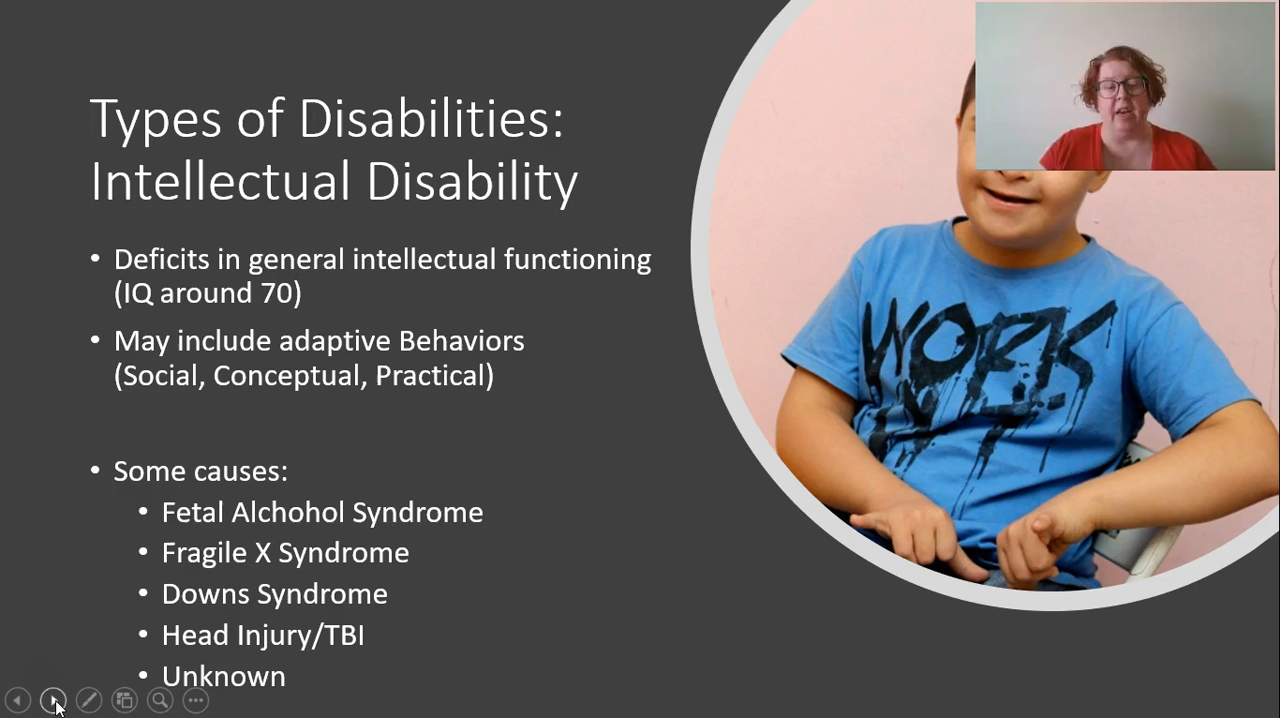 Types of Disabilities:
Intellectual Disability
• Deficits in general intellectual functioning
(IQ around 70)
• May include adaptive Behaviors
(Social, Conceptual, Practical)
• Some causes:
• Fetal Alchohol Syndrome
• Fragile X Syndrome
• Downs Syndrome
• Head Injury/TBI
• Unknown
WORK
IT